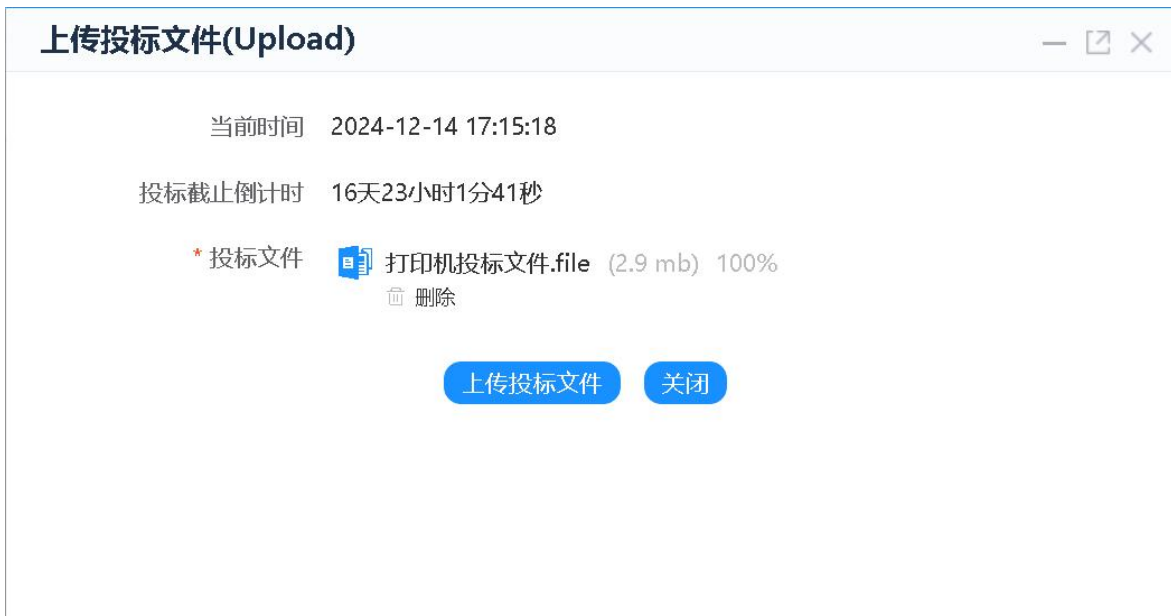 上传投标文件(Upload)
当前时间 2024-12-14 17:15:18
投标截止倒计时 16天23小时1分41秒
* 投标文件 打印机投标文件.file (2.9 mb) 100%
删除
上传投标文件 关闭